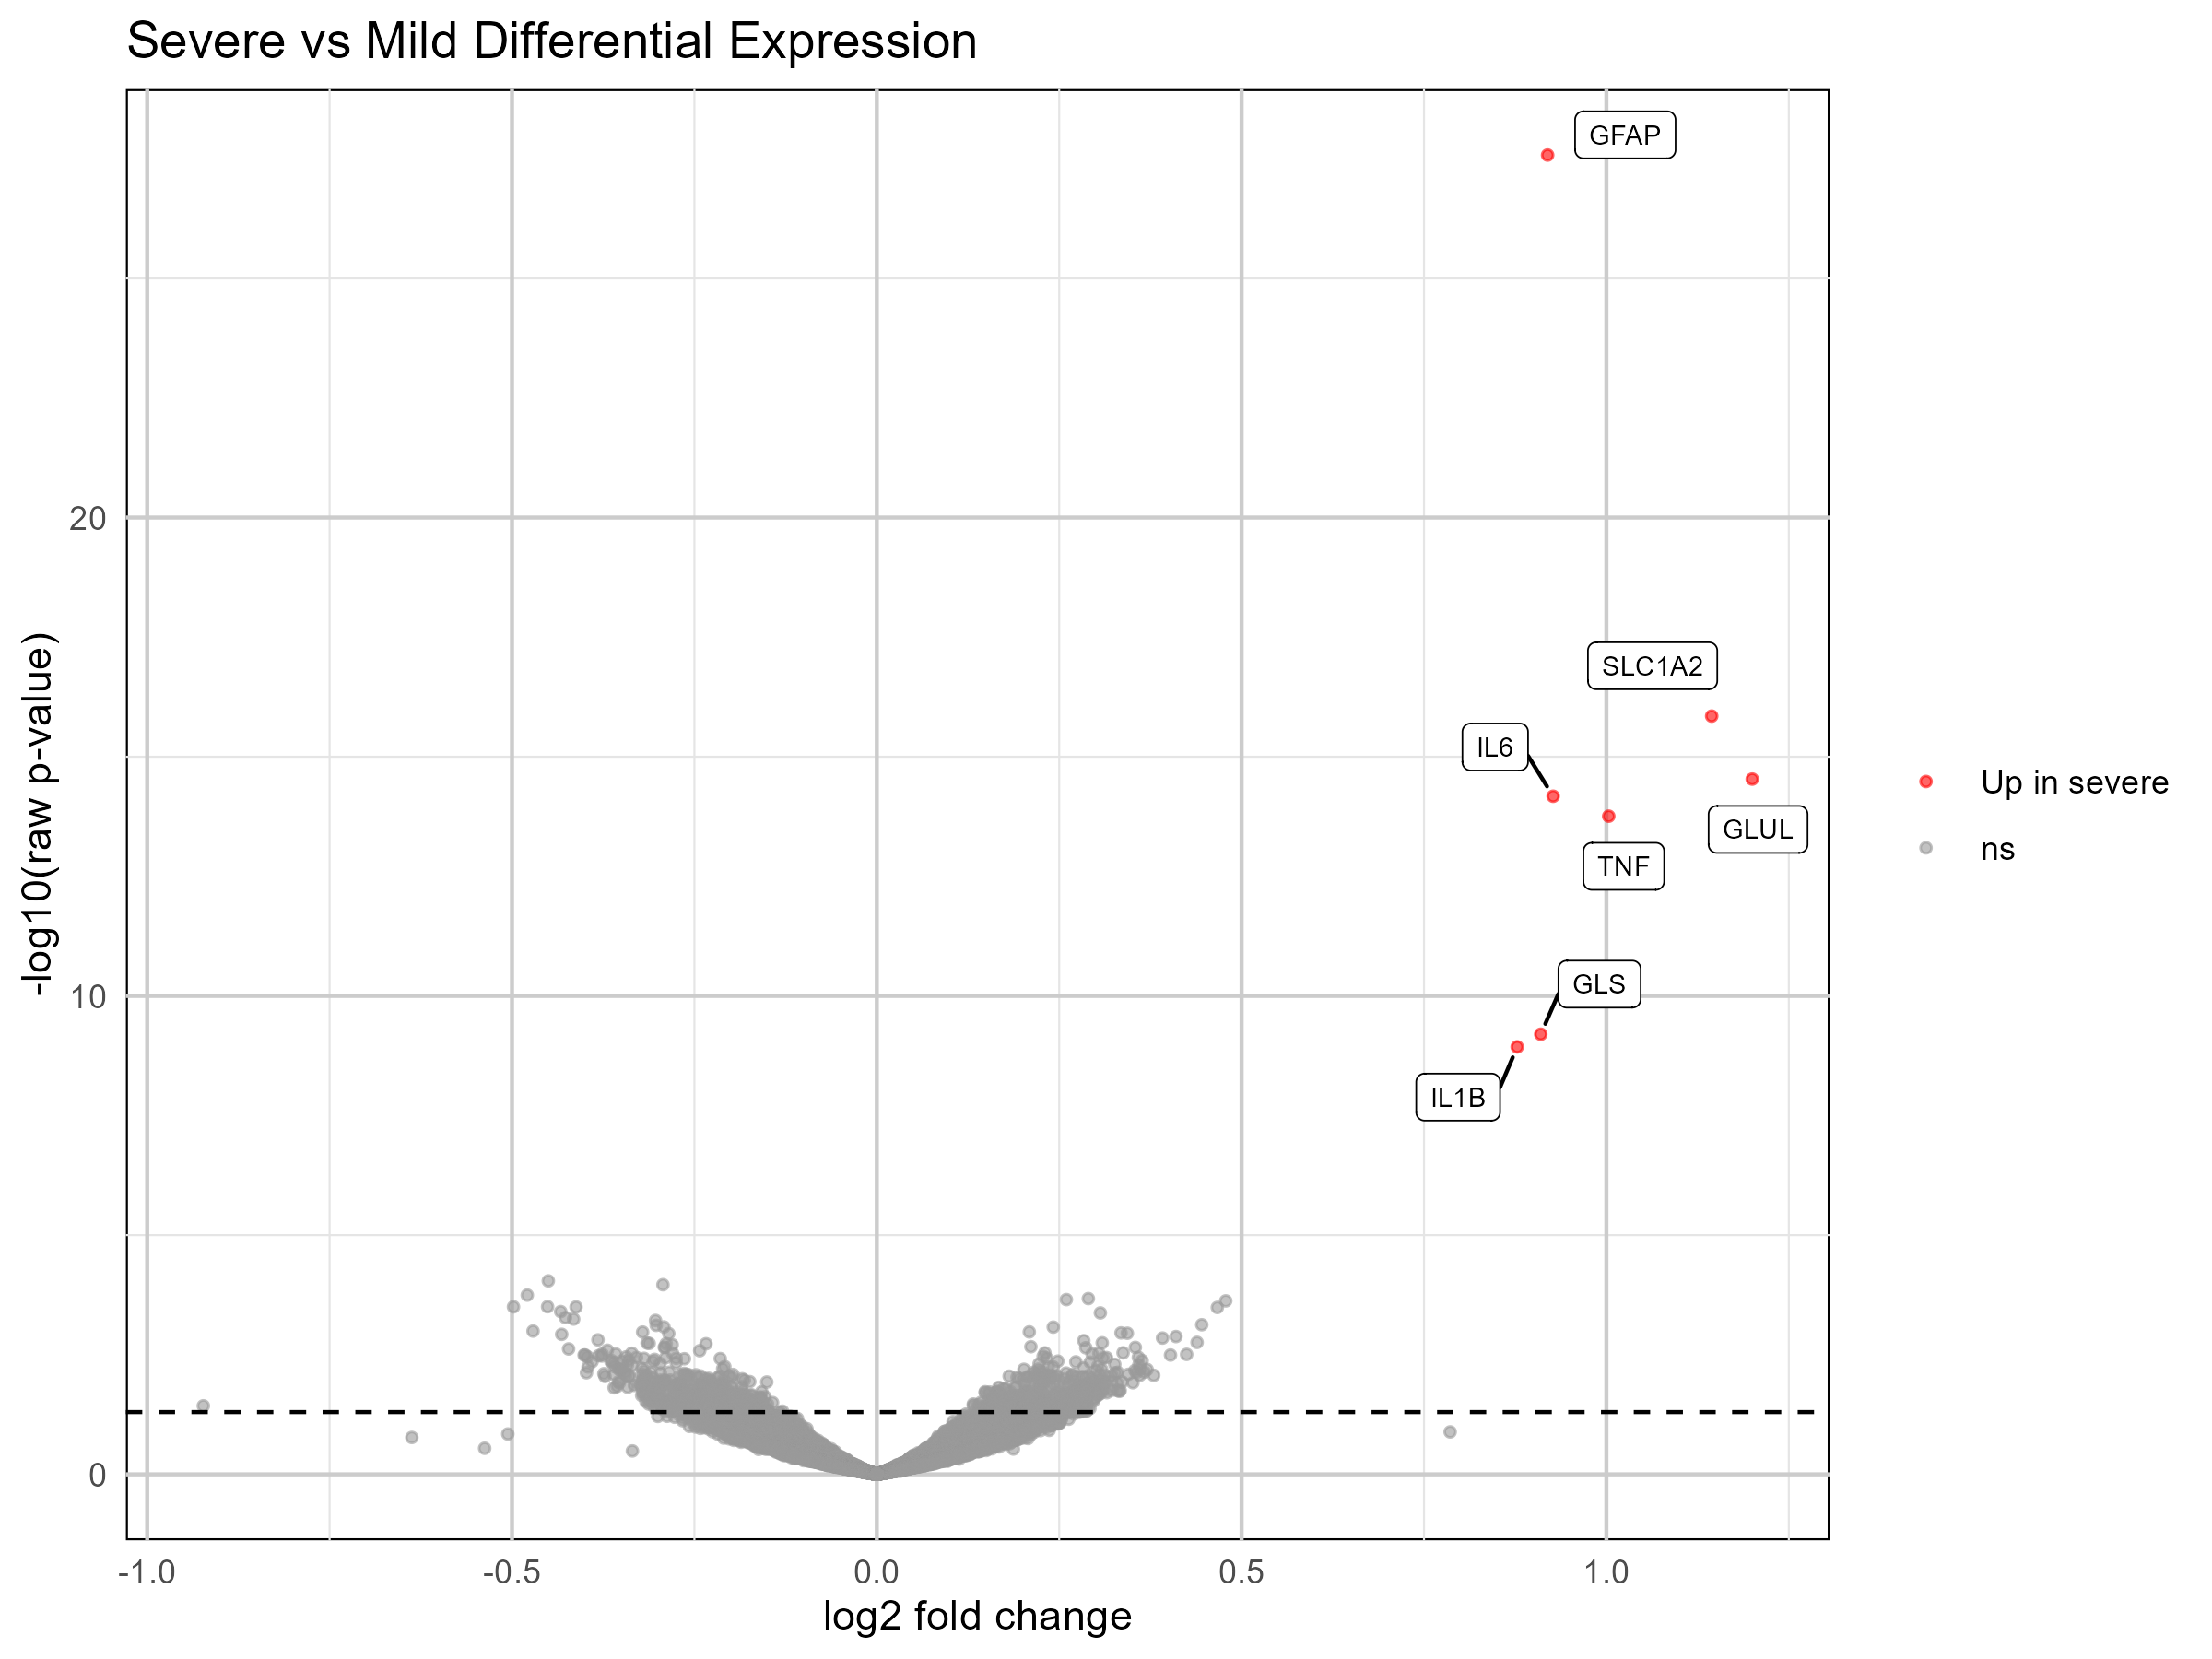 Severe vs Mild Differential Expression
GFAP
20
SLC1A2
IL6
-log10(raw p-value)
Up in severe
GLUL
ns
TNF
GLS
10
IL1B
0
-1.0
-0.5
0.0
0.5
1.0
log2 fold change